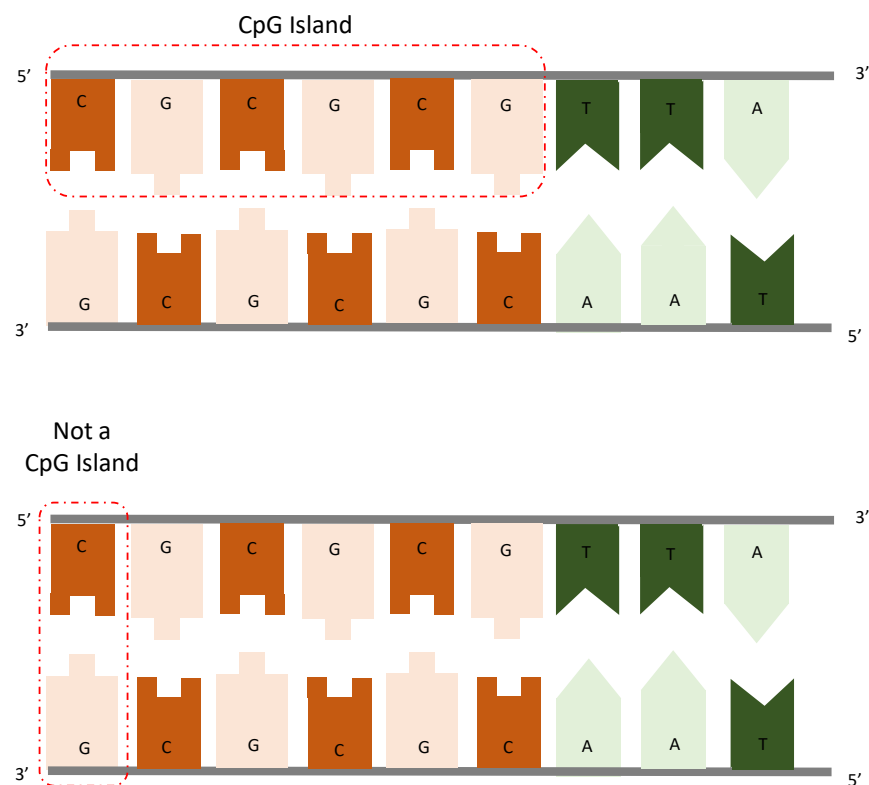 CpG Island
5’ 3’
C G C G C G T T A
G C G C G C A A T
3’ 5’
Not a
CpG Island
5’ 3’
C G C G C G T T A
G C G C G C A A T
3’ 5’